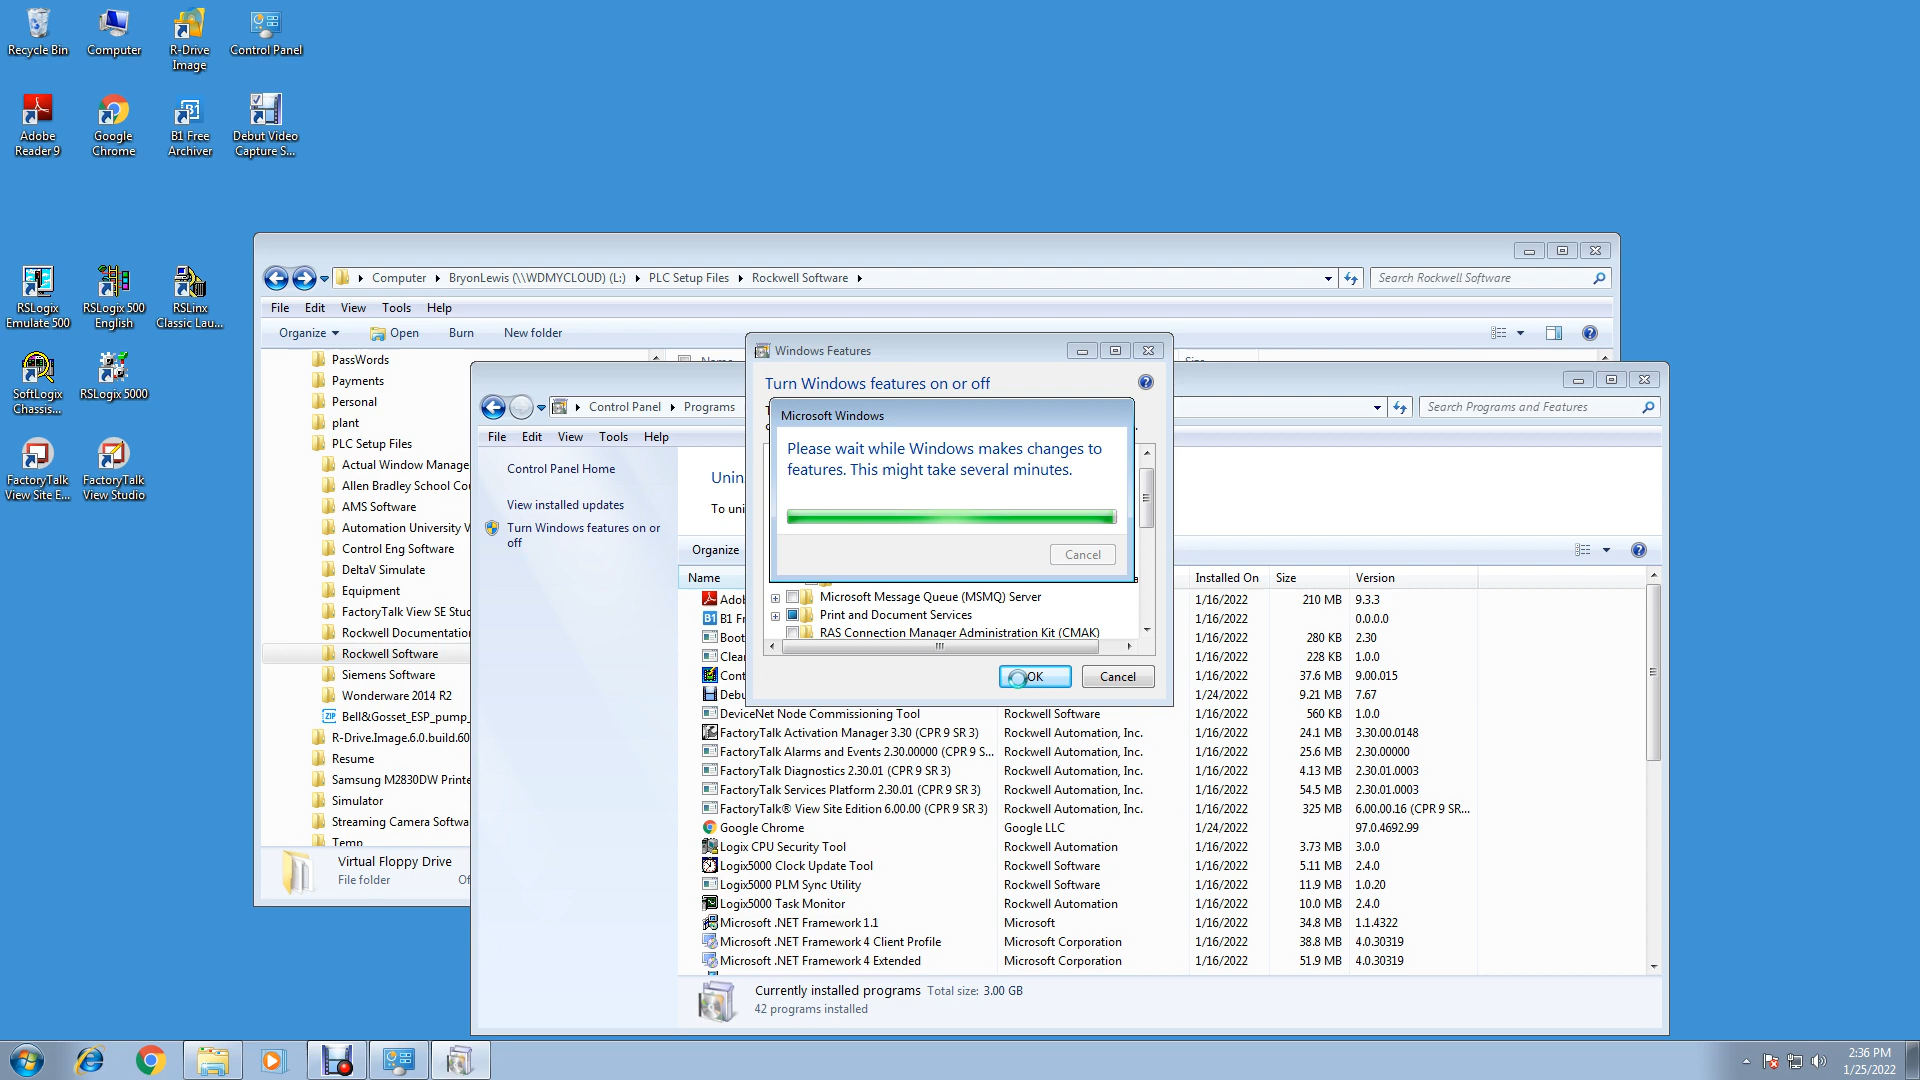 Recycle Bin
Computer
R-Drive
Image
Control Panel
Adobe
Reader 9
Google
Chrome
B1 Free
Archiver
Debut Video
Capture S...
RSLogix
Emulate 500
RSLogix 500
English
RSLinx
Classic Lau...
SoftLogix
Chassis...
RSLogix 5000
FactoryTalk
View Site E...
FactoryTalk
View Studio
Computer
BryonLewis (\\WDMYCLOUD) (L:)
PLC Setup Files
Rockwell Software
Search Rockwell Software
File Edit View Tools Help
Organize
Open
Burn
New folder
PassWords
Payments
Personal
plant
PLC Setup Files
Actual Window Manage
Allen Bradley School Cou
AMS Software
Automation University V
Control Eng Software
DeltaV Simulate
Equipment
FactoryTalk View SE Stud
Rockwell Documentatio
Rockwell Software
Siemens Software
Wonderware 2014 R2
Bell&Gosset_ESP_pump_
R-Drive.Image.6.0.build.60
Resume
Samsung M2830DW Printe
Simulator
Streaming Camera Softwa
Temp
Virtual Floppy Drive
File folder
Windows Features
Turn Windows features on or off
Microsoft Windows
Please wait while Windows makes changes to
features. This might take several minutes.
Cancel
Microsoft Message Queue (MSMQ) Server
Print and Document Services
RAS Connection Manager Administration Kit (CMAK)
OK
Cancel
Control Panel
Programs
Search Programs and Features
File Edit View Tools Help
Control Panel Home
View installed updates
Turn Windows features on or
off
Unin
To uni
Organize
Name Installed On Size Version
Adob 1/16/2022 210 MB 9.3.3
B1 Fr 1/16/2022 0.0.0.0
Boot 1/16/2022 280 KB 2.30
Clea 1/16/2022 228 KB 1.0.0
Cont 1/16/2022 37.6 MB 9.00.015
Debu 1/24/2022 9.21 MB 7.67
DeviceNet Node Commissioning Tool Rockwell Software 1/16/2022 560 KB 1.0.0
FactoryTalk Activation Manager 3.30 (CPR 9 SR 3) Rockwell Automation, Inc. 1/16/2022 24.1 MB 3.30.00.0148
FactoryTalk Alarms and Events 2.30.00000 (CPR 9 S... Rockwell Automation, Inc. 1/16/2022 25.6 MB 2.30.00000
FactoryTalk Diagnostics 2.30.01 (CPR 9 SR 3) Rockwell Automation, Inc. 1/16/2022 4.13 MB 2.30.01.0003
FactoryTalk Services Platform 2.30.01 (CPR 9 SR 3) Rockwell Automation, Inc. 1/16/2022 54.5 MB 2.30.01.0003
FactoryTalk® View Site Edition 6.00.00 (CPR 9 SR 3) Rockwell Automation, Inc. 1/16/2022 325 MB 6.00.00.16 (CPR 9 SR...
Google Chrome Google LLC 1/24/2022 97.0.4692.99
Logix CPU Security Tool Rockwell Automation 1/16/2022 3.73 MB 3.0.0
Logix5000 Clock Update Tool Rockwell Software 1/16/2022 5.11 MB 2.4.0
Logix5000 PLM Sync Utility Rockwell Software 1/16/2022 11.9 MB 1.0.20
Logix5000 Task Monitor Rockwell Automation 1/16/2022 10.0 MB 2.4.0
Microsoft .NET Framework 1.1 Microsoft 1/16/2022 34.8 MB 1.1.4322
Microsoft .NET Framework 4 Client Profile Microsoft Corporation 1/16/2022 38.8 MB 4.0.30319
Microsoft .NET Framework 4 Extended Microsoft Corporation 1/16/2022 51.9 MB 4.0.30319
Currently installed programs Total size: 3.00 GB
42 programs installed
2:36 PM
1/25/2022